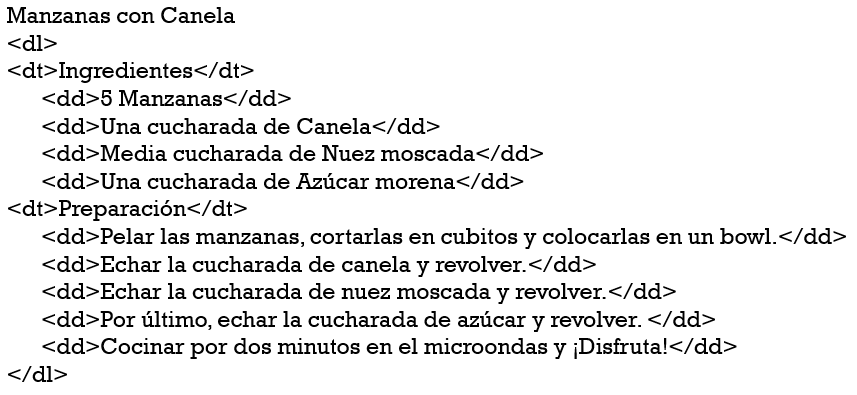 Manzanas con Canela
<dl>
<dt>Ingredientes</dt>
<dd>5 Manzanas</dd>
<dd>Una cucharada de Canela</dd>
<dd>Media cucharada de Nuez moscada</dd>
<dd>Una cucharada de Azúcar morena</dd>
<dt>Preparación</dt>
<dd>Pelar las manzanas, cortarlas en cubitos y colocarlas en un bowl.</dd>
<dd>Echar la cucharada de canela y revolver.</dd>
<dd>Echar la cucharada de nuez moscada y revolver.</dd>
<dd>Por último, echar la cucharada de azúcar y revolver. </dd>
<dd>Cocinar por dos minutos en el microondas y ¡Disfruta!</dd>
</dl>